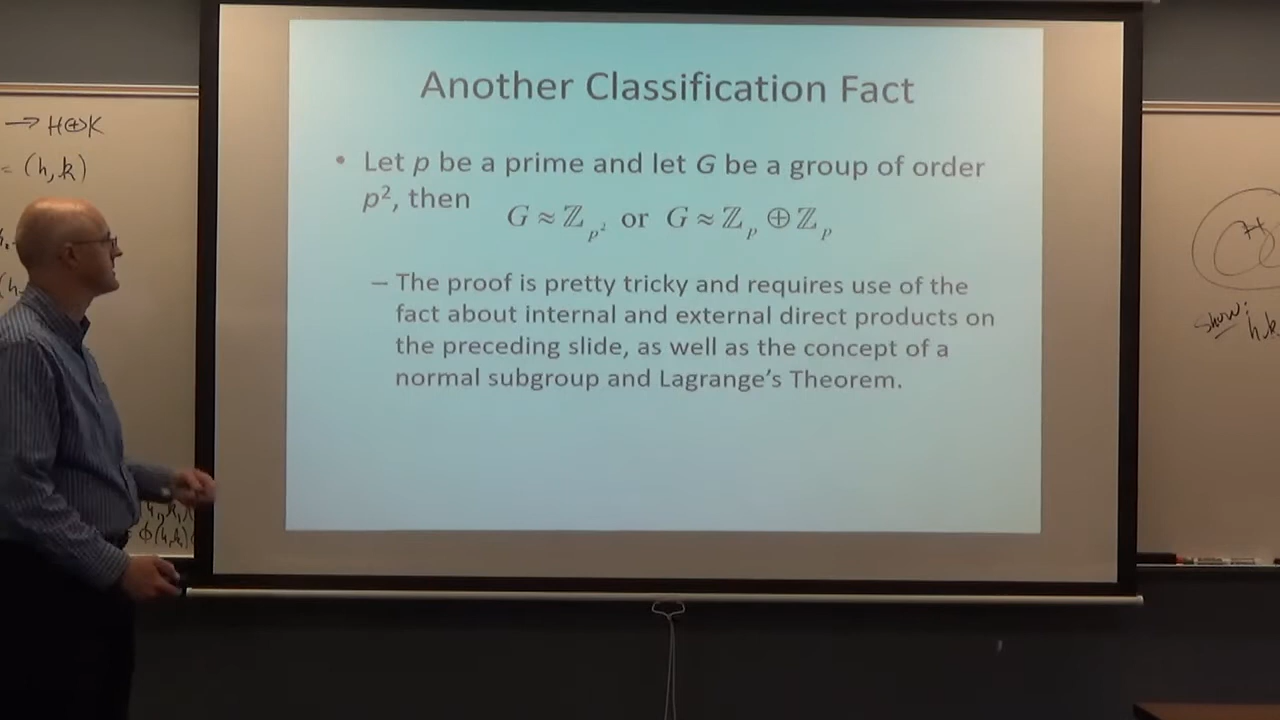 Another Classification Fact
• Let p be a prime and let G be a group of order
p², then
G ≈ ℤ_p² or G ≈ ℤ_p ⊕ ℤ_p
– The proof is pretty tricky and requires use of the
fact about internal and external direct products on
the preceding slide, as well as the concept of a
normal subgroup and Lagrange's Theorem.
→ H⊕K
= (h,k)
Show: